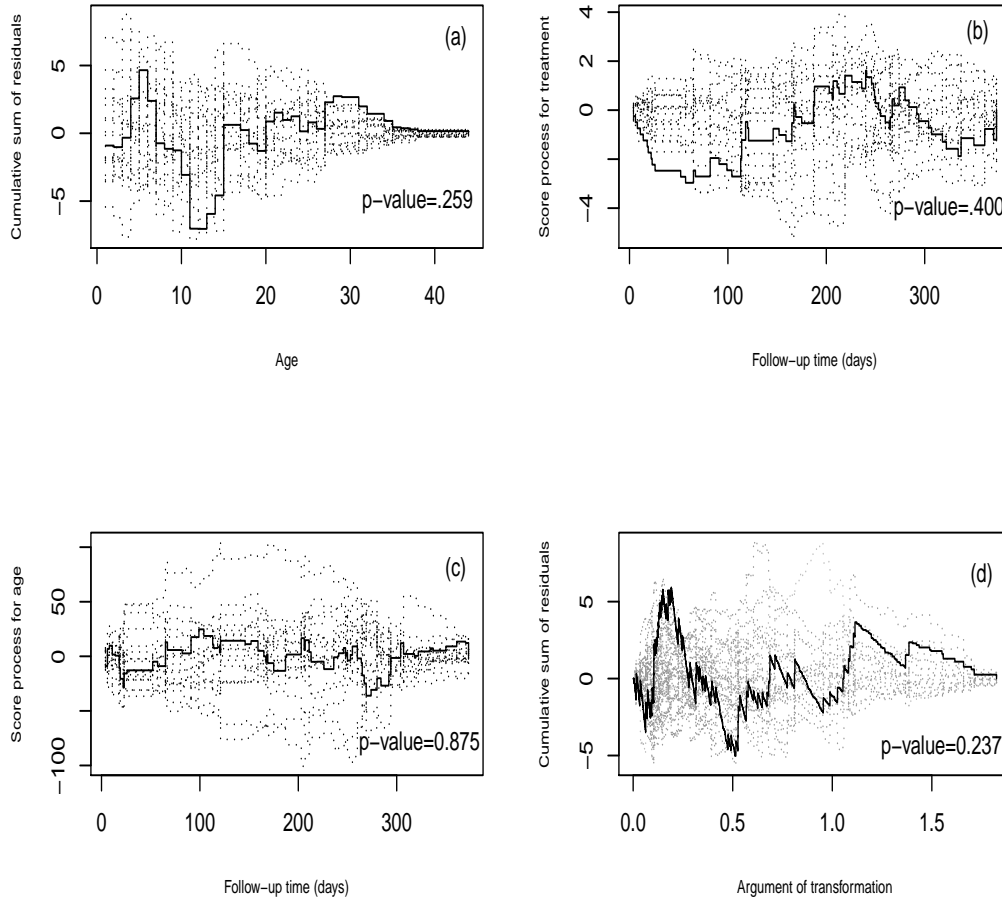 (a)
Cumulative sum of residuals
5
0
−5
p−value=.259
0 10 20 30 40
Age
(b)
Score process for treatment
4
2
0
−4
p−value=.400
0 100 200 300
Follow−up time (days)
(c)
Score process for age
50
0
−100
p−value=0.875
0 100 200 300
Follow−up time (days)
(d)
Cumulative sum of residuals
5
0
−5
p−value=0.237
0.0 0.5 1.0 1.5
Argument of transformation